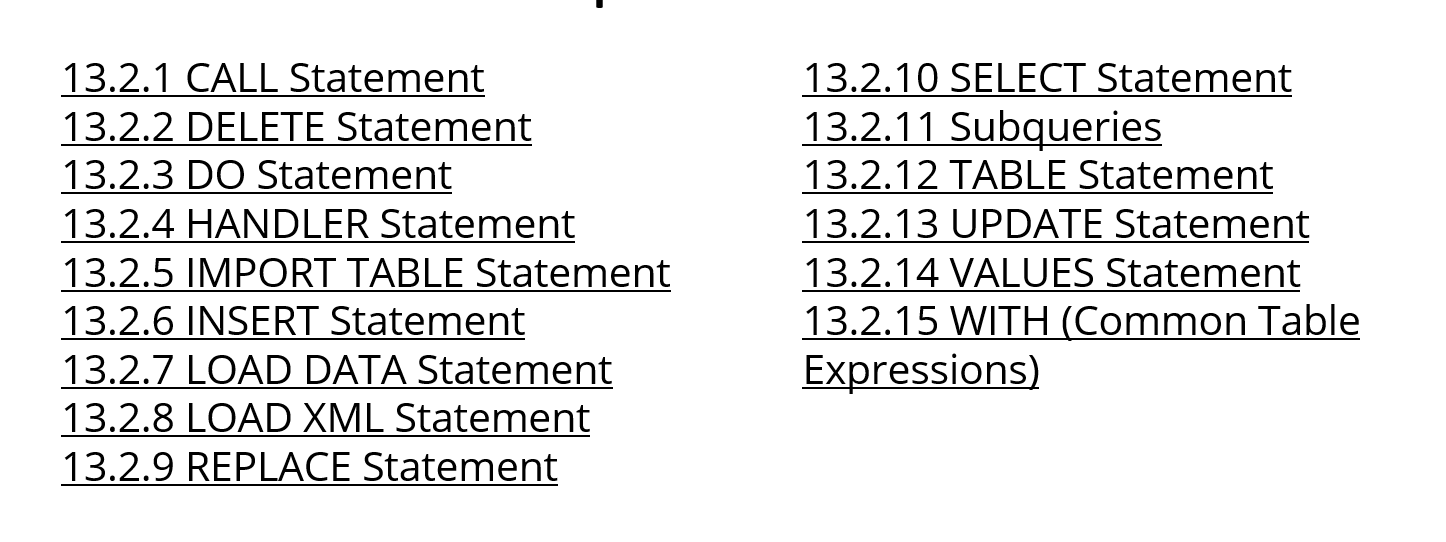 13.2.1 CALL Statement
13.2.2 DELETE Statement
13.2.3 DO Statement
13.2.4 HANDLER Statement
13.2.5 IMPORT TABLE Statement
13.2.6 INSERT Statement
13.2.7 LOAD DATA Statement
13.2.8 LOAD XML Statement
13.2.9 REPLACE Statement
13.2.10 SELECT Statement
13.2.11 Subqueries
13.2.12 TABLE Statement
13.2.13 UPDATE Statement
13.2.14 VALUES Statement
13.2.15 WITH (Common Table
Expressions)